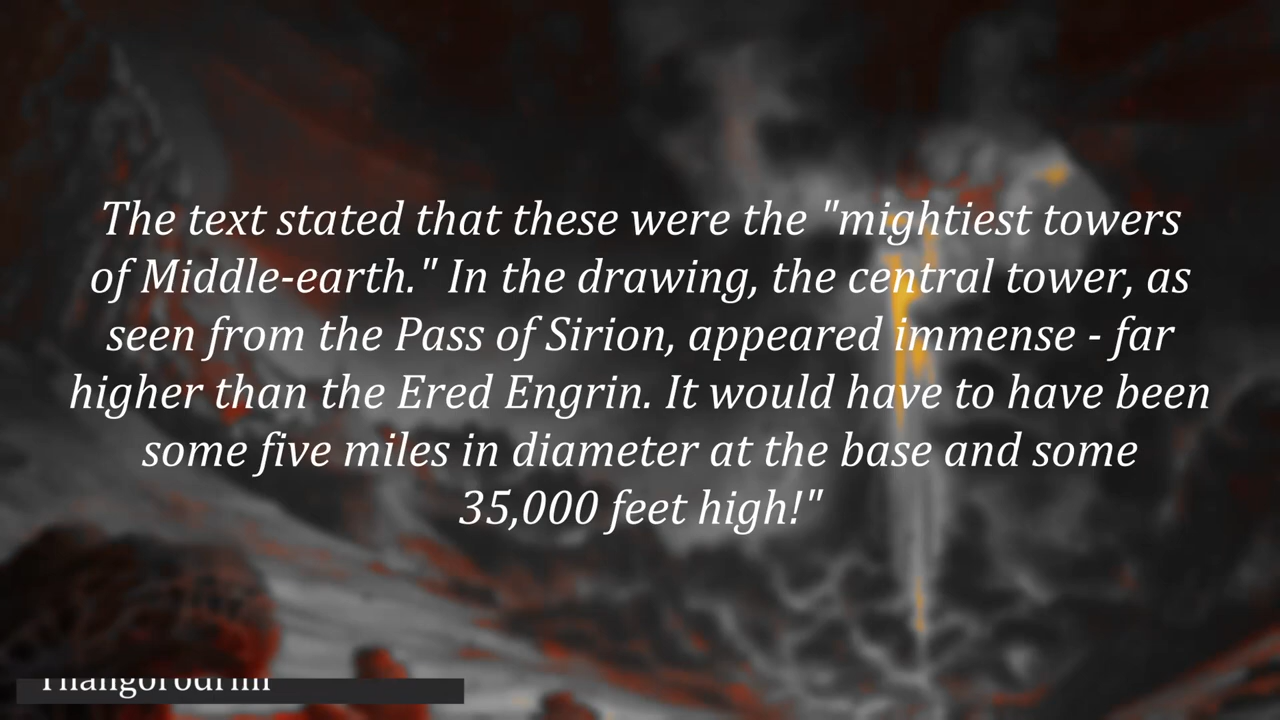 The text stated that these were the "mightiest towers
of Middle-earth." In the drawing, the central tower, as
seen from the Pass of Sirion, appeared immense - far
higher than the Ered Engrin. It would have to have been
some five miles in diameter at the base and some
35,000 feet high!"
Thangorodrim